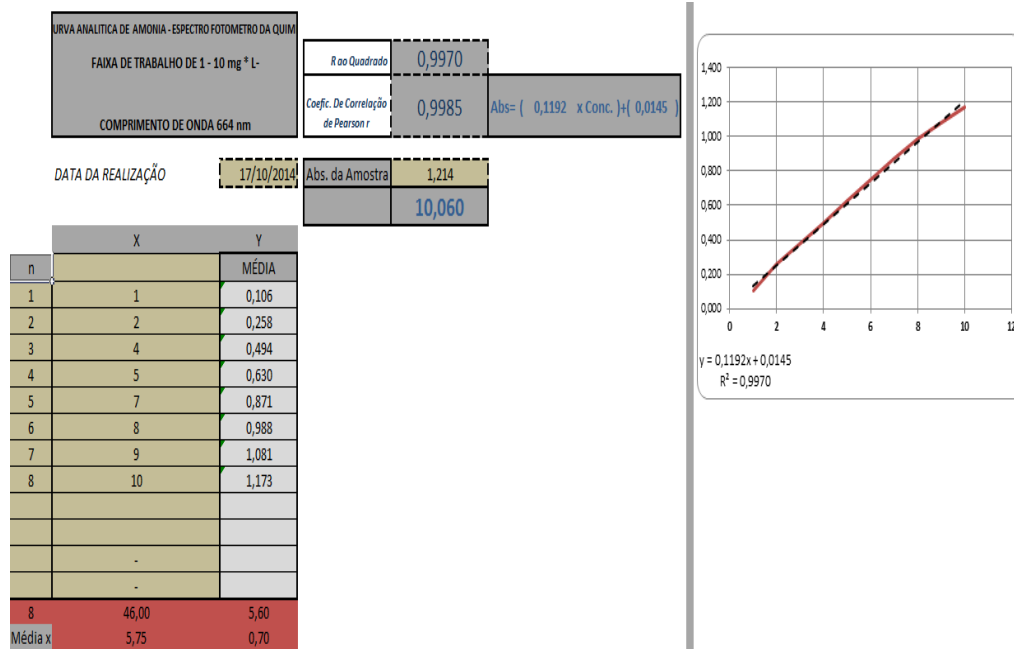 URVA ANALITICA DE AMONIA - ESPECTRO FOTOMETRO DA QUIM
FAIXA DE TRABALHO DE 1 - 10 mg * L-
COMPRIMENTO DE ONDA 664 nm
R ao Quadrado 0,9970
Coefic. De Correlação de Pearson r 0,9985 Abs= ( 0,1192 x Conc. )+( 0,0145 )
DATA DA REALIZAÇÃO 17/10/2014 Abs. da Amostra 1,214
10,060
X Y
n MÉDIA
1 1 0,106
2 2 0,258
3 4 0,494
4 5 0,630
5 7 0,871
6 8 0,988
7 9 1,081
8 10 1,173
-
-
8 46,00 5,60
Média x 5,75 0,70
1,400
1,200
1,000
0,800
0,600
0,400
0,200
0,000
0 2 4 6 8 10 12
y = 0,1192x + 0,0145
R² = 0,9970